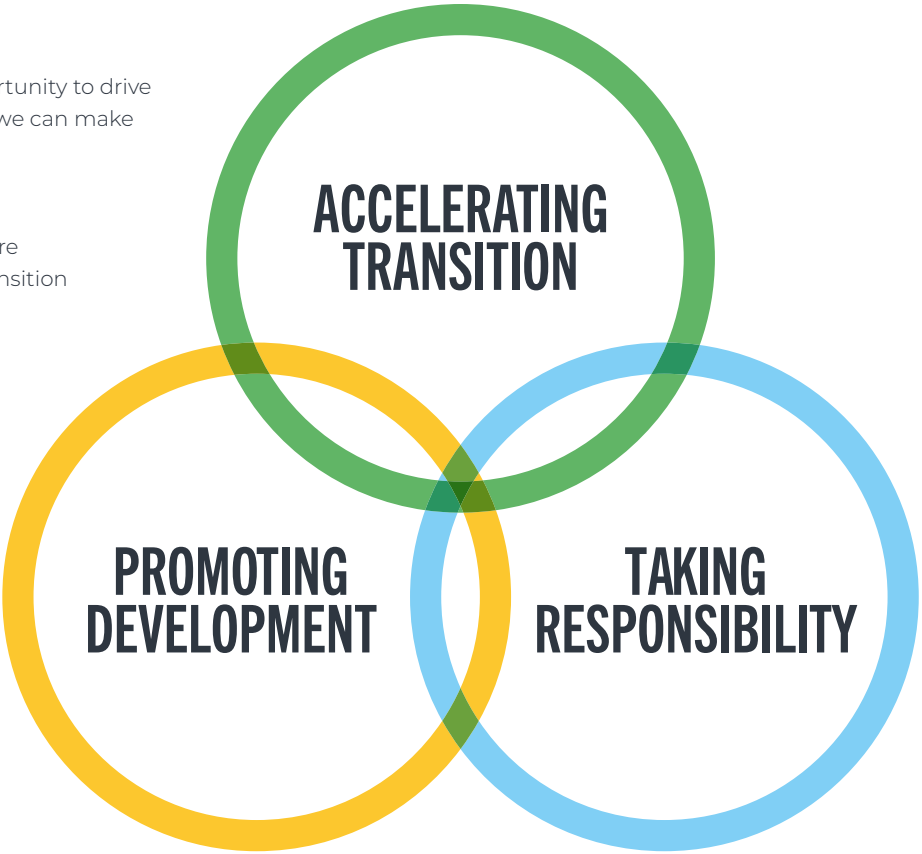 rtunity to drive
we can make
re
nsition
ACCELERATING
TRANSITION
PROMOTING
DEVELOPMENT
TAKING
RESPONSIBILITY